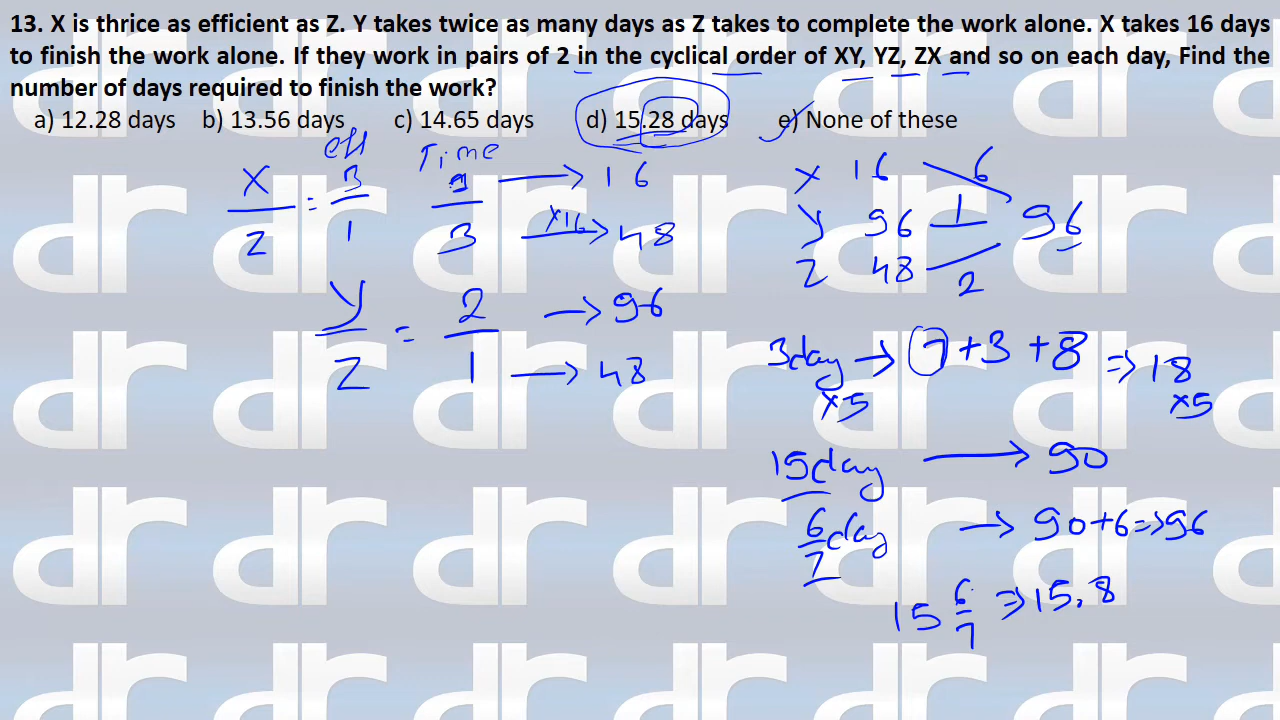 13. X is thrice as efficient as Z. Y takes twice as many days as Z takes to complete the work alone. X takes 16 days
to finish the work alone. If they work in pairs of 2 in the cyclical order of XY, YZ, ZX and so on each day, Find the
number of days required to finish the work?
a) 12.28 days b) 13.56 days c) 14.65 days d) 15.28 days e) None of these
eff Time
X/Z = 3/1 1/3 → 16
×16 → 48
Y/Z = 2/1 → 96
→ 48
X 16 6
Y 96 1 96
Z 48 2
3day → 7+3+8 ⇒ 18
×5 ×5
15day → 90
6/7 day → 90+6 ⇒ 96
15 6/7 ⇒ 15.8